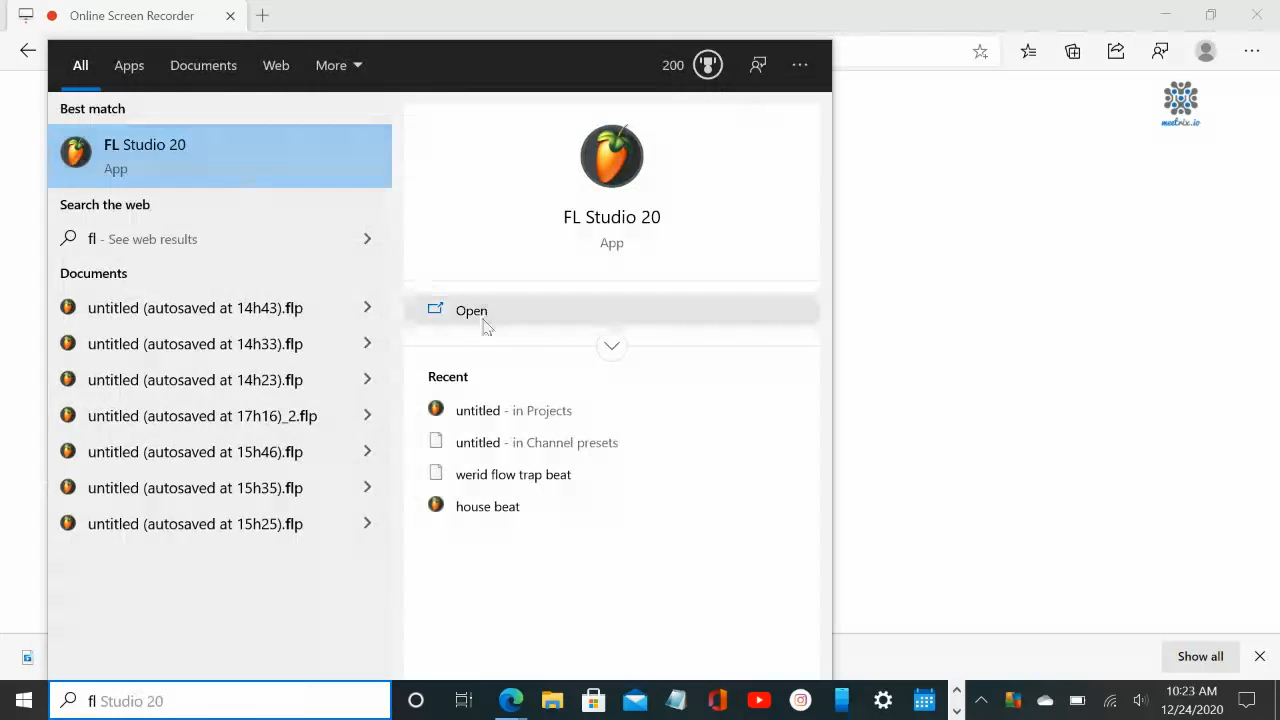 Online Screen Recorder
All Apps Documents Web More 200
Best match
FL Studio 20
App
Search the web
fl - See web results
Documents
untitled (autosaved at 14h43).flp
untitled (autosaved at 14h33).flp
untitled (autosaved at 14h23).flp
untitled (autosaved at 17h16)_2.flp
untitled (autosaved at 15h46).flp
untitled (autosaved at 15h35).flp
untitled (autosaved at 15h25).flp
FL Studio 20
App
Open
Recent
untitled - in Projects
untitled - in Channel presets
werid flow trap beat
house beat
meetrix.io
Show all
fl Studio 20
10:23 AM
12/24/2020